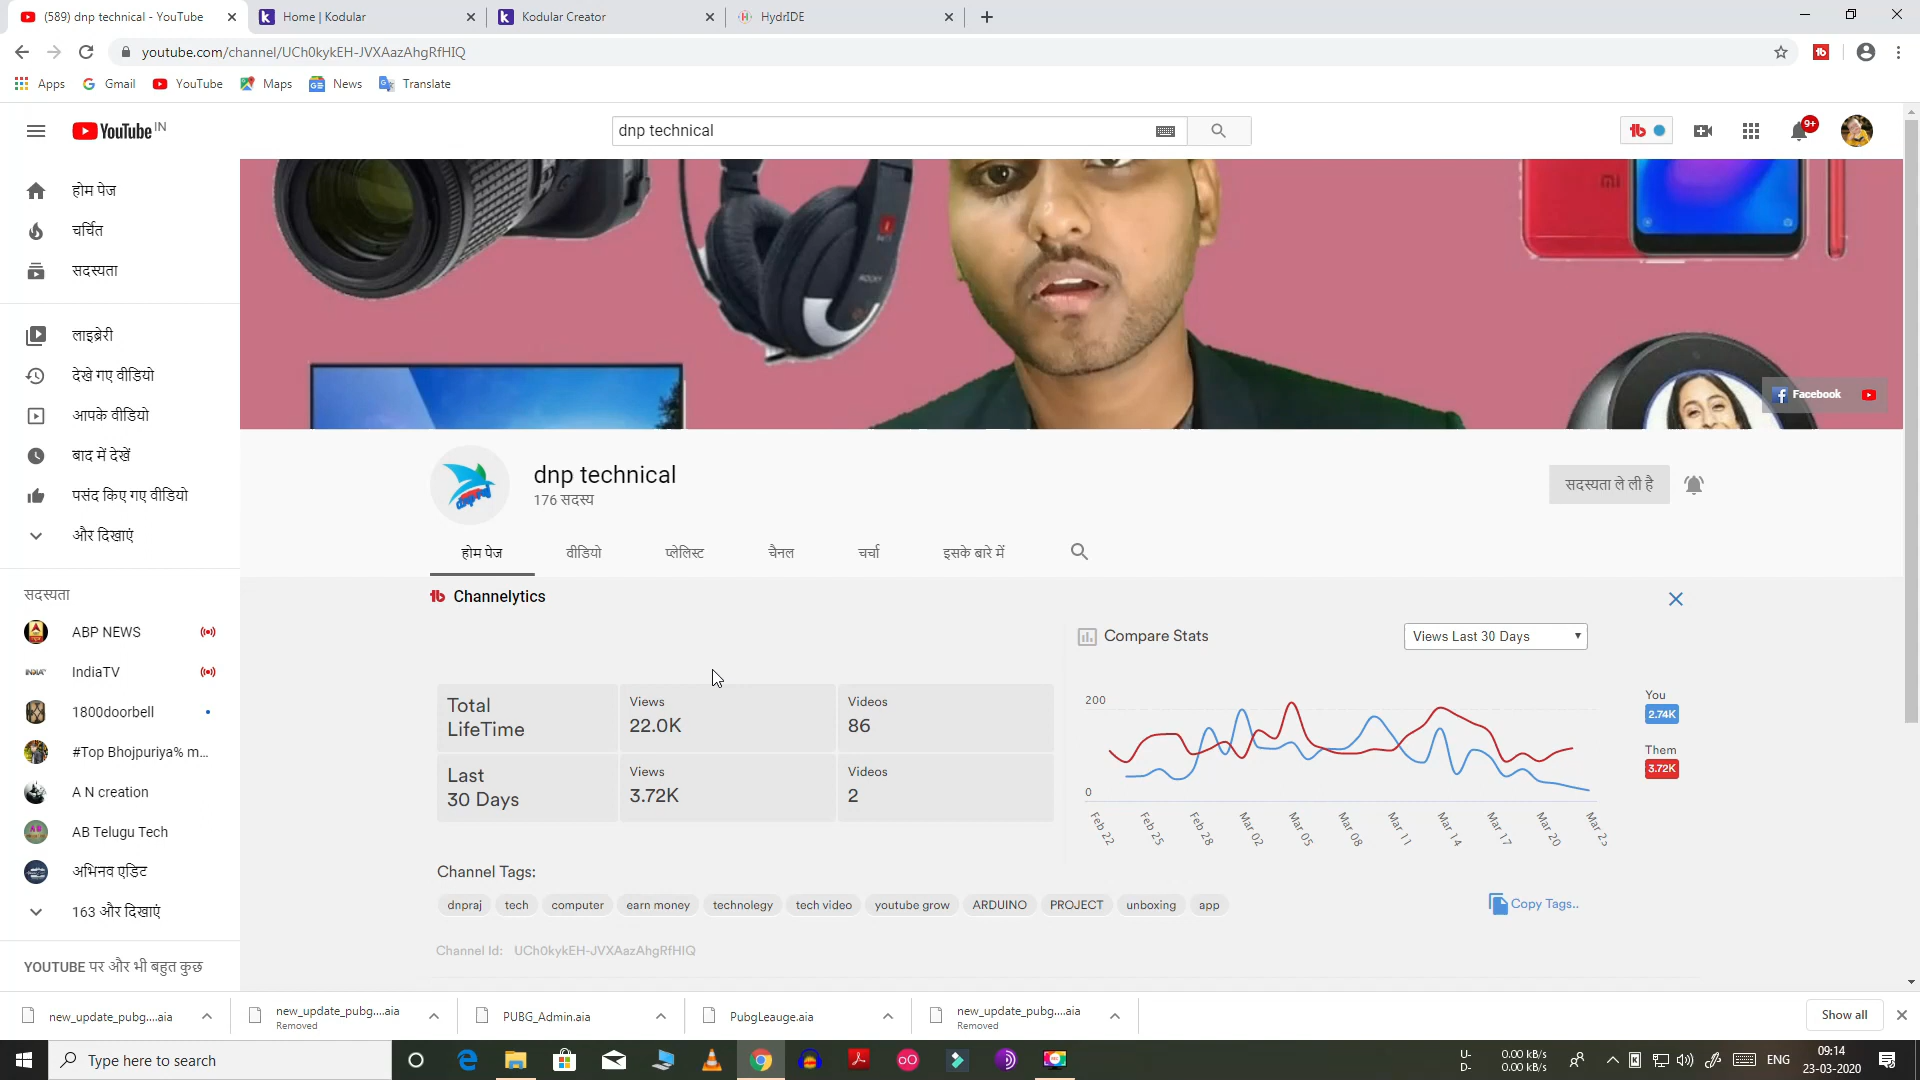 (589) dnp technical - YouTube
Home | Kodular
Kodular Creator
HydrIDE
youtube.com/channel/UCh0kykEH-JVXAazAhgRfHIQ
Apps
Gmail
YouTube
Maps
News
Translate
YouTube IN
dnp technical
9+
होम पेज
चर्चित
सदस्यता
लाइब्रेरी
देखे गए वीडियो
आपके वीडियो
बाद में देखें
पसंद किए गए वीडियो
और दिखाएं
सदस्यता
ABP NEWS
IndiaTV
1800doorbell
#Top Bhojpuriya% m...
A N creation
AB Telugu Tech
अभिनव एडिट
163 और दिखाएं
YOUTUBE पर और भी बहुत कुछ
mi
Facebook
dnp technical
176 सदस्य
सदस्यता ले ली है
होम पेज
वीडियो
प्लेलिस्ट
चैनल
चर्चा
इसके बारे में
Channelytics
Total
LifeTime
Views
22.0K
Videos
86
Last
30 Days
Views
3.72K
Videos
2
Compare Stats
Views Last 30 Days
200
0
Feb 22
Feb 25
Feb 28
Mar 02
Mar 05
Mar 08
Mar 11
Mar 14
Mar 17
Mar 20
Mar 23
You
2.74K
Them
3.72K
Channel Tags:
dnpraj
tech
computer
earn money
technology
tech video
youtube grow
ARDUINO
PROJECT
unboxing
app
Copy Tags..
Channel Id: UCh0kykEH-JVXAazAhgRfHIQ
new_update_pubg....aia
new_update_pubg....aia
Removed
PUBG_Admin.aia
PubgLeauge.aia
new_update_pubg....aia
Removed
Show all
Type here to search
U-
D-
0.00 kB/s
0.00 kB/s
ENG
09:14
23-03-2020